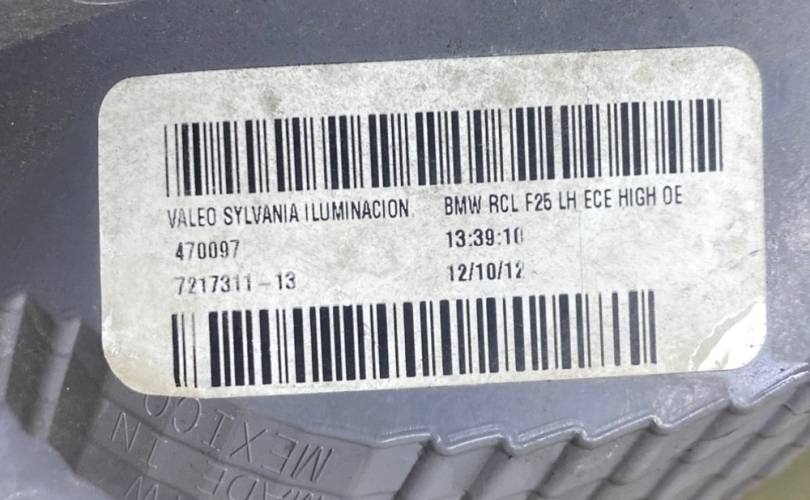 VALEO SYLVANIA ILUMINACION BMW RCL F25 LH ECE HIGH OE
470097 13:39:10
7217311-13 12/10/12
MADE IN
MEXICO